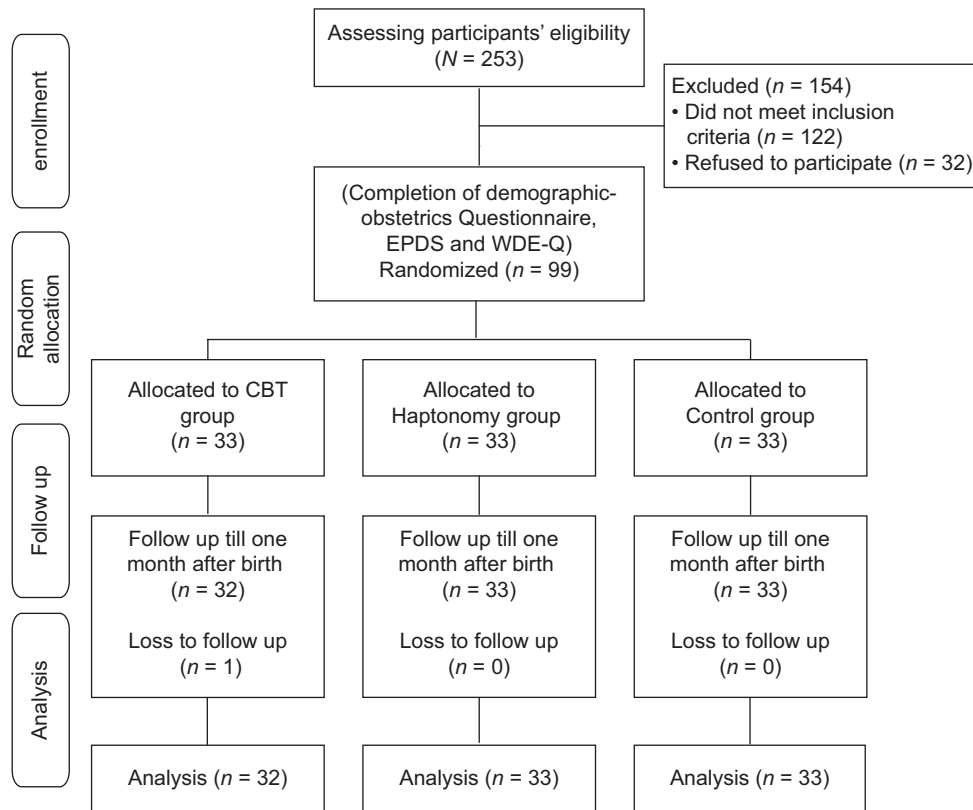 enrollment
Assessing participants' eligibility
(N = 253)
Excluded (n = 154)
• Did not meet inclusion
criteria (n = 122)
• Refused to participate (n = 32)
(Completion of demographic-
obstetrics Questionnaire,
EPDS and WDE-Q)
Randomized (n = 99)
Random
allocation
Allocated to CBT
group
(n = 33)
Allocated to
Haptonomy group
(n = 33)
Allocated to
Control group
(n = 33)
Follow up
Follow up till one
month after birth
(n = 32)
Loss to follow up
(n = 1)
Follow up till one
month after birth
(n = 33)
Loss to follow up
(n = 0)
Follow up till one
month after birth
(n = 33)
Loss to follow up
(n = 0)
Analysis
Analysis (n = 32)
Analysis (n = 33)
Analysis (n = 33)